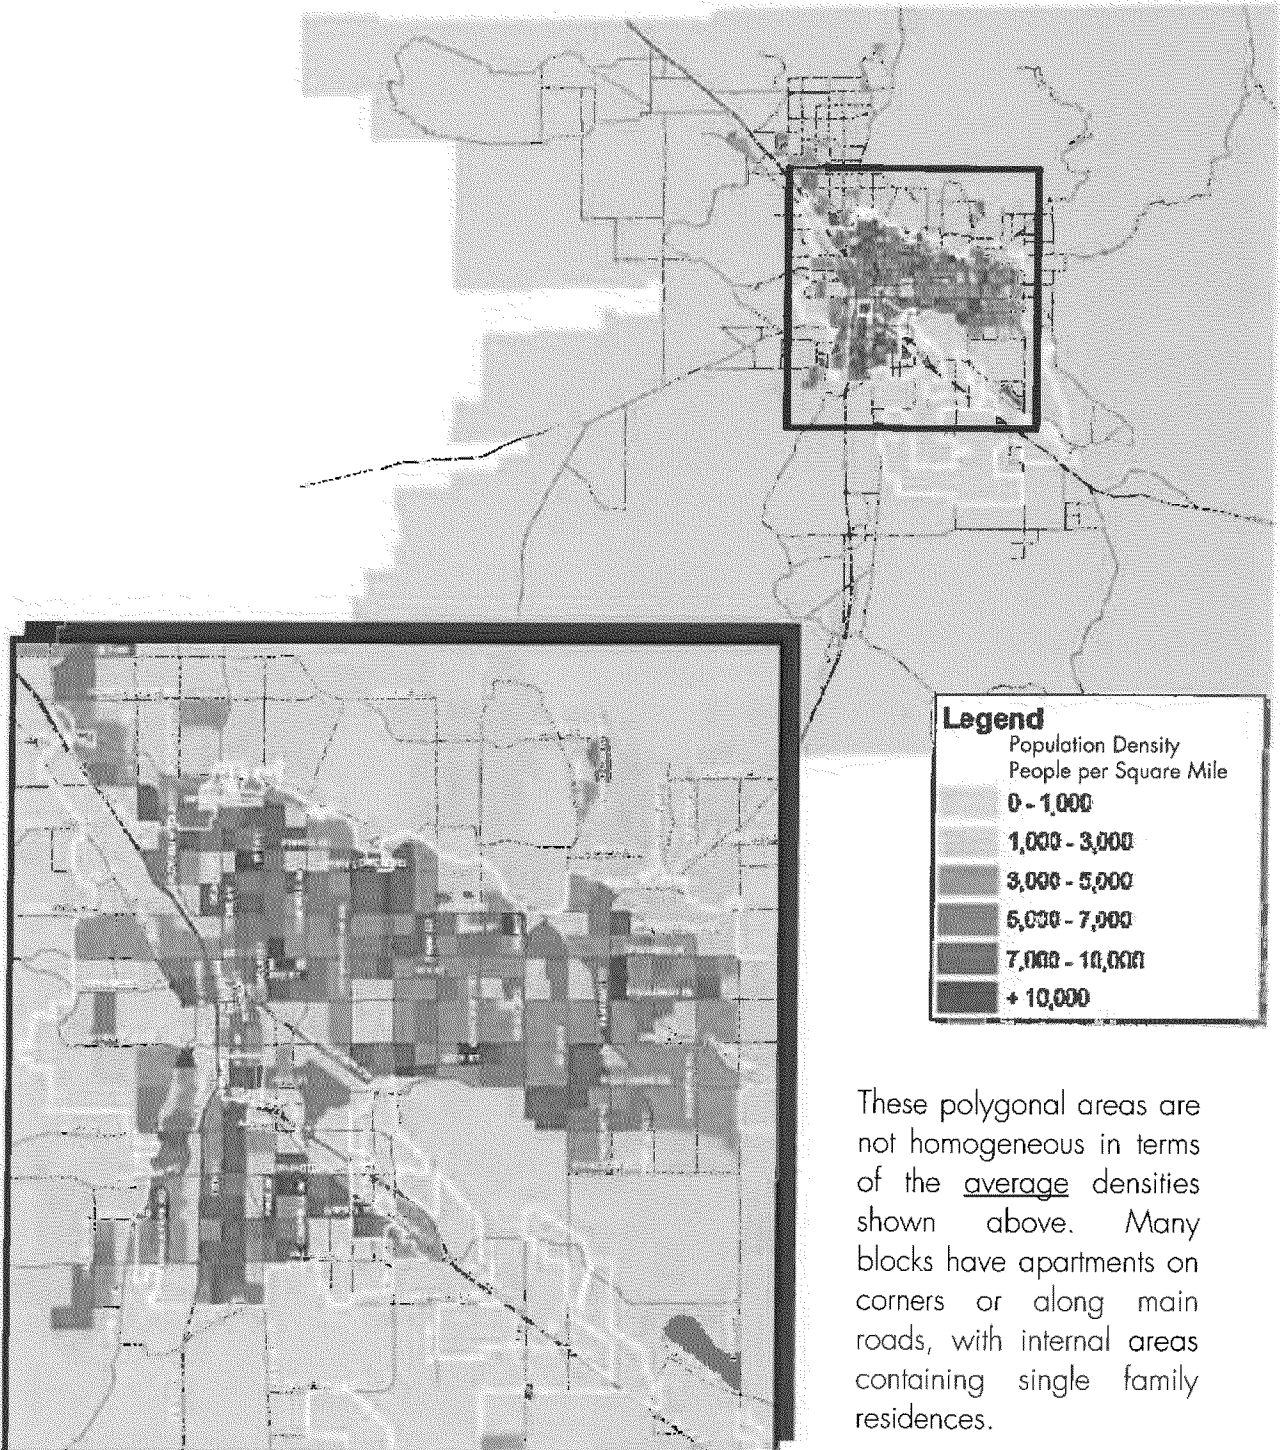 Legend
Population Density
People per Square Mile
0 - 1,000
1,000 - 3,000
3,000 - 5,000
5,000 - 7,000
7,000 - 10,000
+ 10,000
These polygonal areas are
not homogeneous in terms
of the average densities
shown above. Many
blocks have apartments on
corners or along main
roads, with internal areas
containing single family
residences.